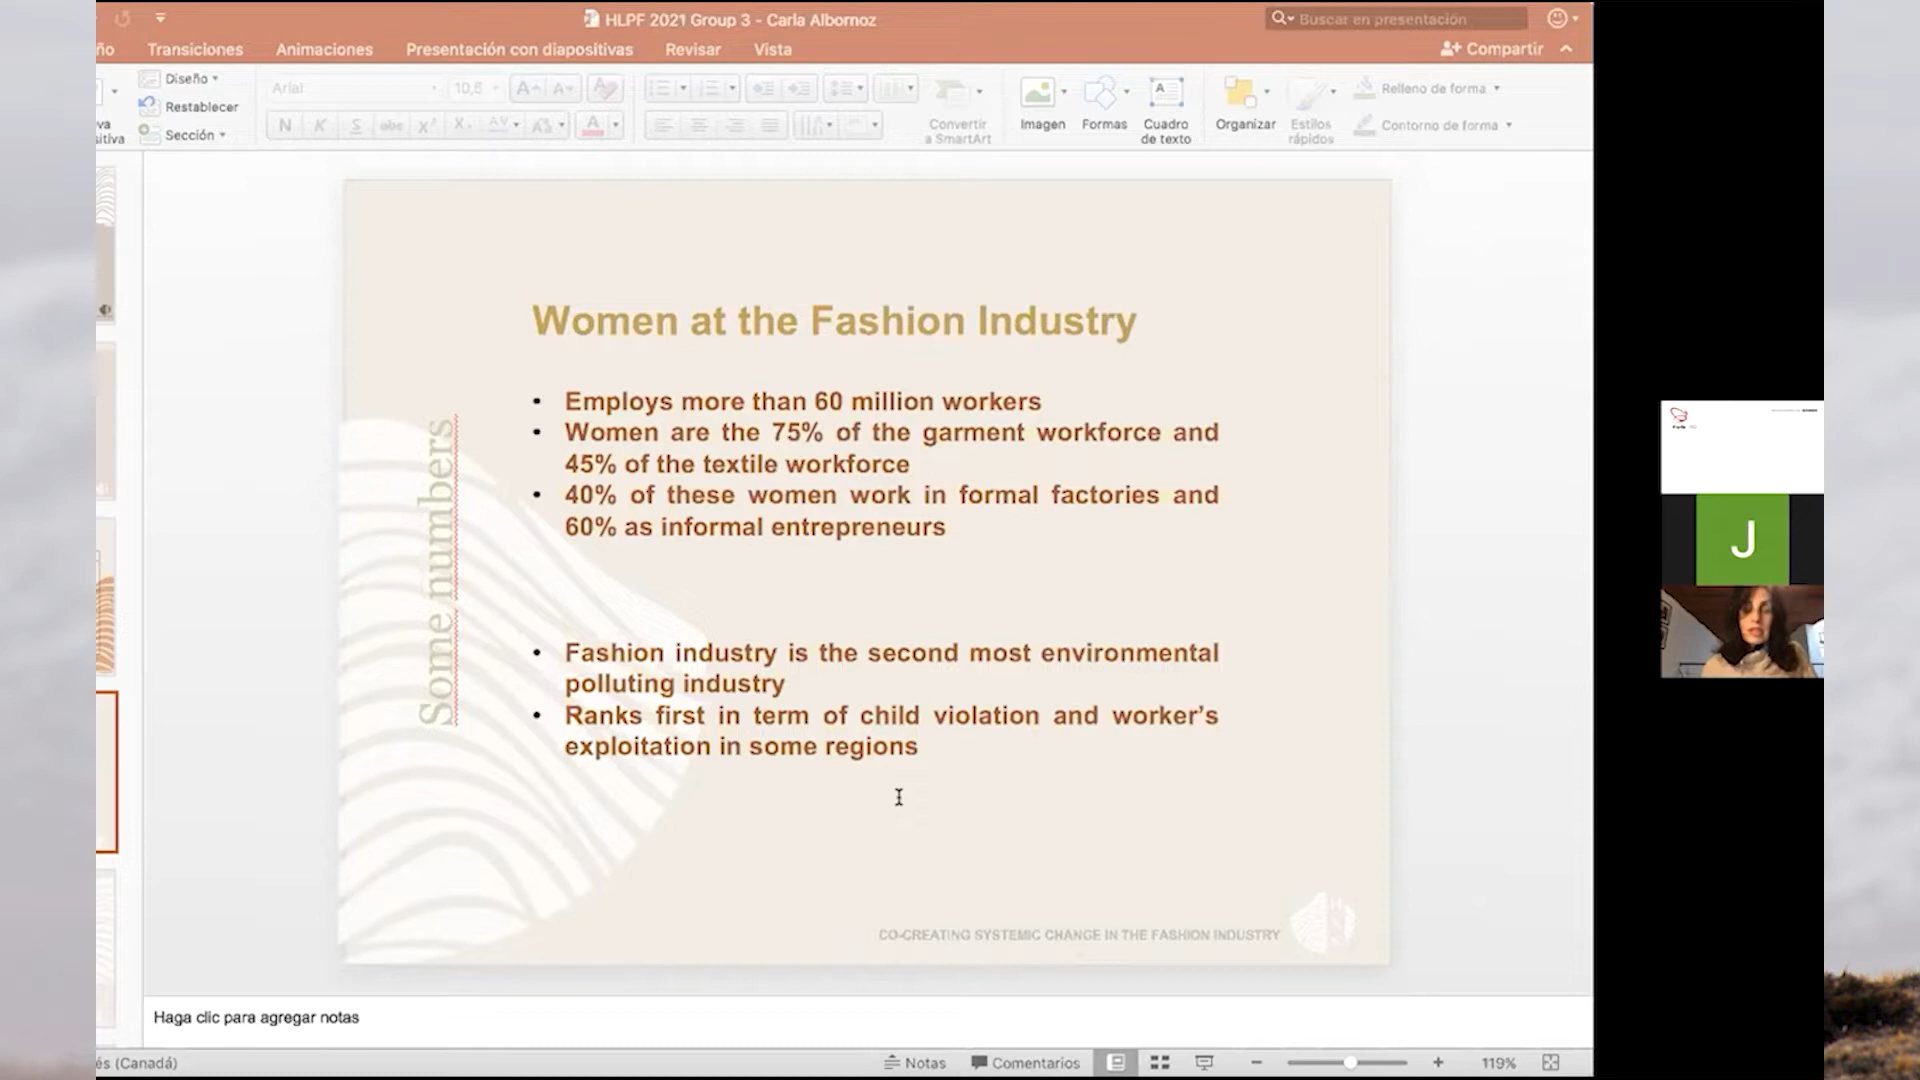 HLPF 2021 Group 3 - Carla Albornoz
Buscar en presentación
ño Transiciones Animaciones Presentación con diapositivas Revisar Vista Compartir
Diseño
Restablecer
Sección
va
sitiva
Arial 10,5
N K S abc X² X₂ AV
A
Convertir
a SmartArt
Imagen
Formas
Cuadro
de texto
Organizar
Estilos
rápidos
Relleno de forma
Contorno de forma
Some numbers
Women at the Fashion Industry
• Employs more than 60 million workers
• Women are the 75% of the garment workforce and
45% of the textile workforce
• 40% of these women work in formal factories and
60% as informal entrepreneurs
• Fashion industry is the second most environmental
polluting industry
• Ranks first in term of child violation and worker's
exploitation in some regions
CO-CREATING SYSTEMIC CHANGE IN THE FASHION INDUSTRY
J
Haga clic para agregar notas
és (Canadá) Notas Comentarios 119%